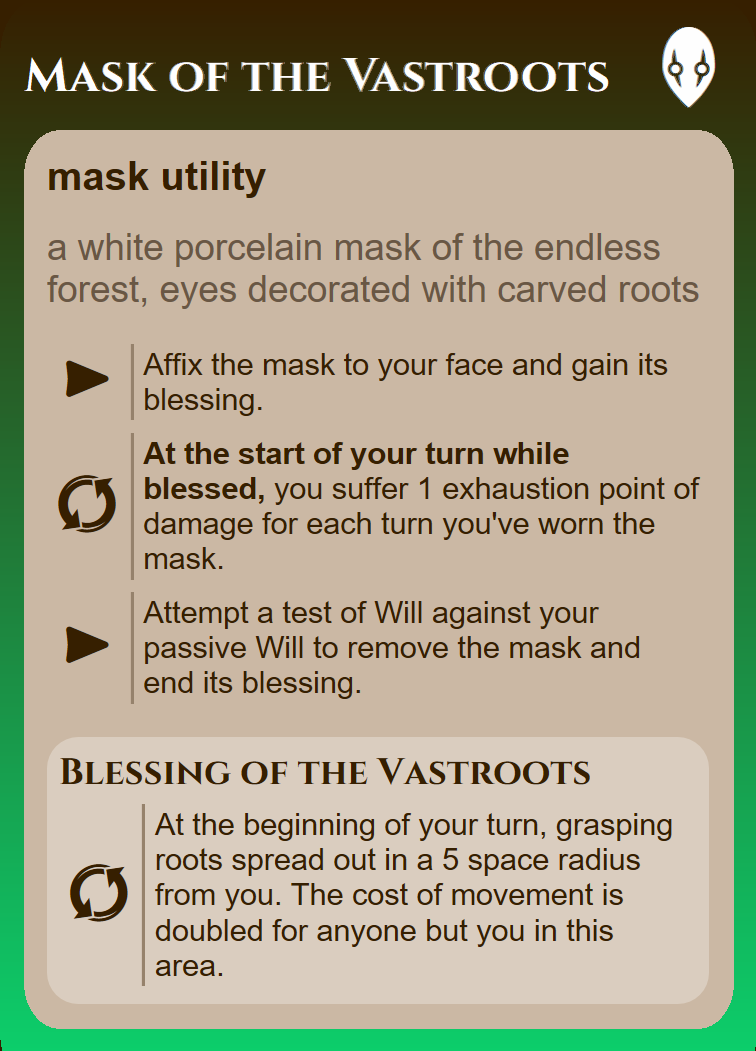 Mask of the Vastroots
mask utility
a white porcelain mask of the endless
forest, eyes decorated with carved roots
Affix the mask to your face and gain its
blessing.
At the start of your turn while
blessed, you suffer 1 exhaustion point of
damage for each turn you've worn the
mask.
Attempt a test of Will against your
passive Will to remove the mask and
end its blessing.
Blessing of the Vastroots
At the beginning of your turn, grasping
roots spread out in a 5 space radius
from you. The cost of movement is
doubled for anyone but you in this
area.